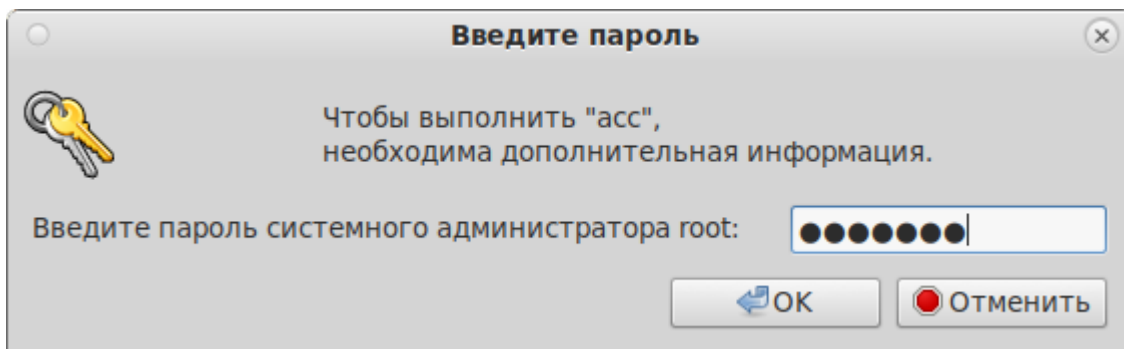 Введите пароль
Чтобы выполнить "acc",
необходима дополнительная информация.
Введите пароль системного администратора root:
OK
Отменить